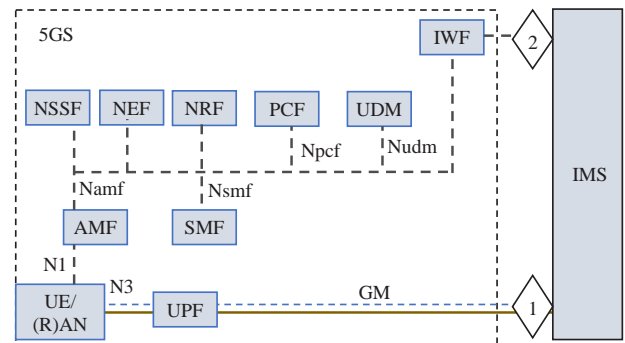 5GS
IWF
2
NSSF
NEF
NRF
PCF
UDM
Npcf
Nudm
Namf
Nsmf
IMS
AMF
SMF
N1
N3
GM
UE/
(R)AN
UPF
1